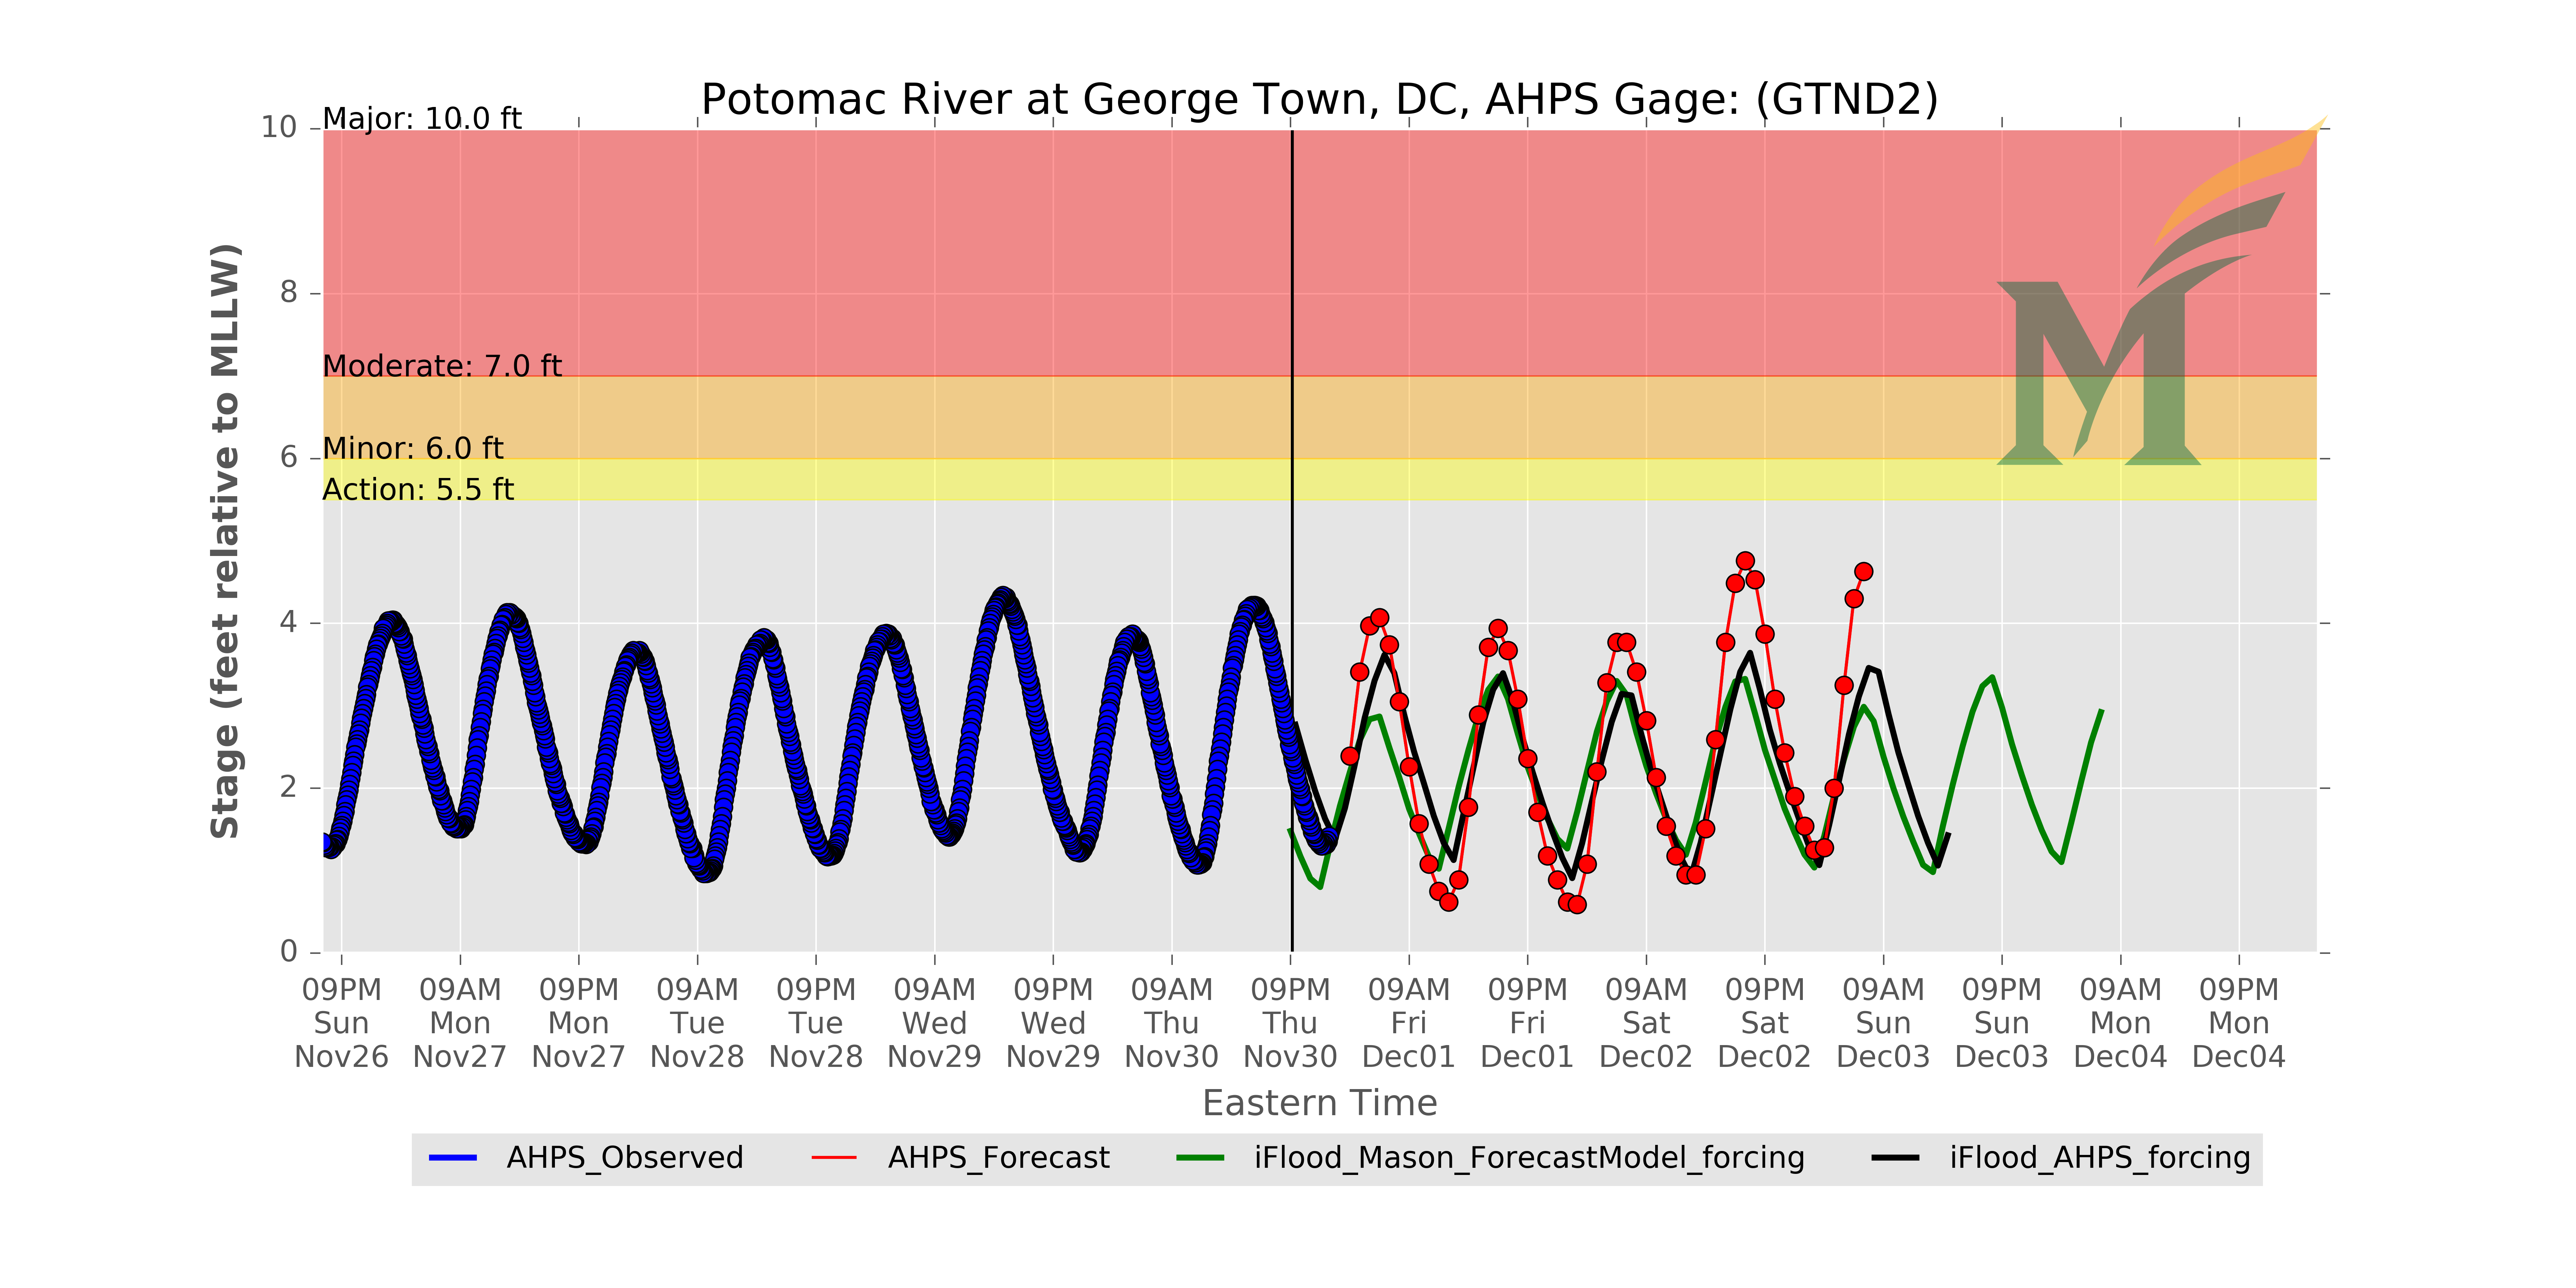 Potomac River at George Town, DC, AHPS Gage: (GTND2)
Major: 10.0 ft
Moderate: 7.0 ft
Minor: 6.0 ft
Action: 5.5 ft
Stage (feet relative to MLLW)
10
8
6
4
2
0
09PM 09AM 09PM 09AM 09PM 09AM 09PM 09AM 09PM 09AM 09PM 09AM 09PM 09AM 09PM 09AM 09PM
Sun Mon Mon Tue Tue Wed Wed Thu Thu Fri Fri Sat Sat Sun Sun Mon Mon
Nov26 Nov27 Nov27 Nov28 Nov28 Nov29 Nov29 Nov30 Nov30 Dec01 Dec01 Dec02 Dec02 Dec03 Dec03 Dec04 Dec04
Eastern Time
AHPS_Observed AHPS_Forecast iFlood_Mason_ForecastModel_forcing iFlood_AHPS_forcing